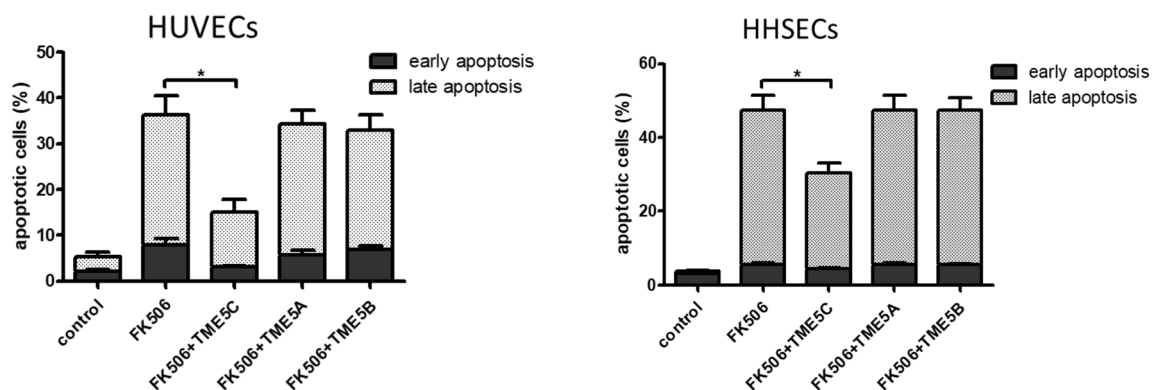 HUVECs
50
40
30
20
10
0
apoptotic cells (%)
*
early apoptosis
late apoptosis
control
FK506
FK506+TME5C
FK506+TME5A
FK506+TME5B
HHSECs
60
40
20
0
apoptotic cells (%)
*
early apoptosis
late apoptosis
control
FK506
FK506+TME5C
FK506+TME5A
FK506+TME5B